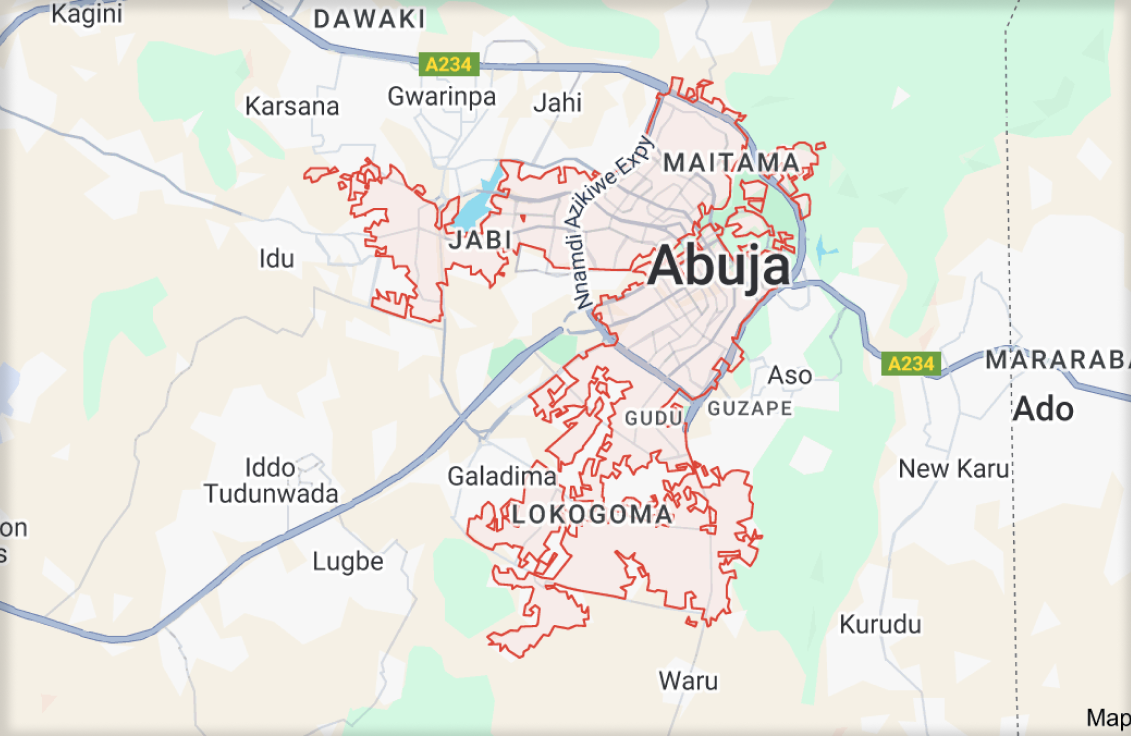 Kagini
DAWAKI
A234
Gwarinpa
Karsana
Jahi
Nnamdi Azikiwe Expy
MAITAMA
JABI
Idu
Abuja
A234
MARARABA
Aso
GUZAPE
GUDU
Ado
Iddo
Tudunwada
Galadima
New Karu
LOKOGOMA
on
s
Lugbe
Kurudu
Waru
Map